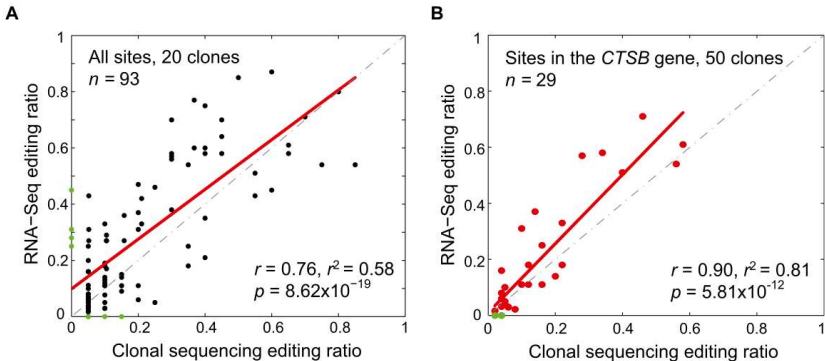 A
All sites, 20 clones
n = 93
r = 0.76, r² = 0.58
p = 8.62x10⁻¹⁹
RNA−Seq editing ratio
1
0.8
0.6
0.4
0.2
0
0 0.2 0.4 0.6 0.8 1
Clonal sequencing editing ratio
B
Sites in the CTSB gene, 50 clones
n = 29
r = 0.90, r² = 0.81
p = 5.81x10⁻¹²
RNA−Seq editing ratio
1
0.8
0.6
0.4
0.2
0
0 0.2 0.4 0.6 0.8 1
Clonal sequencing editing ratio